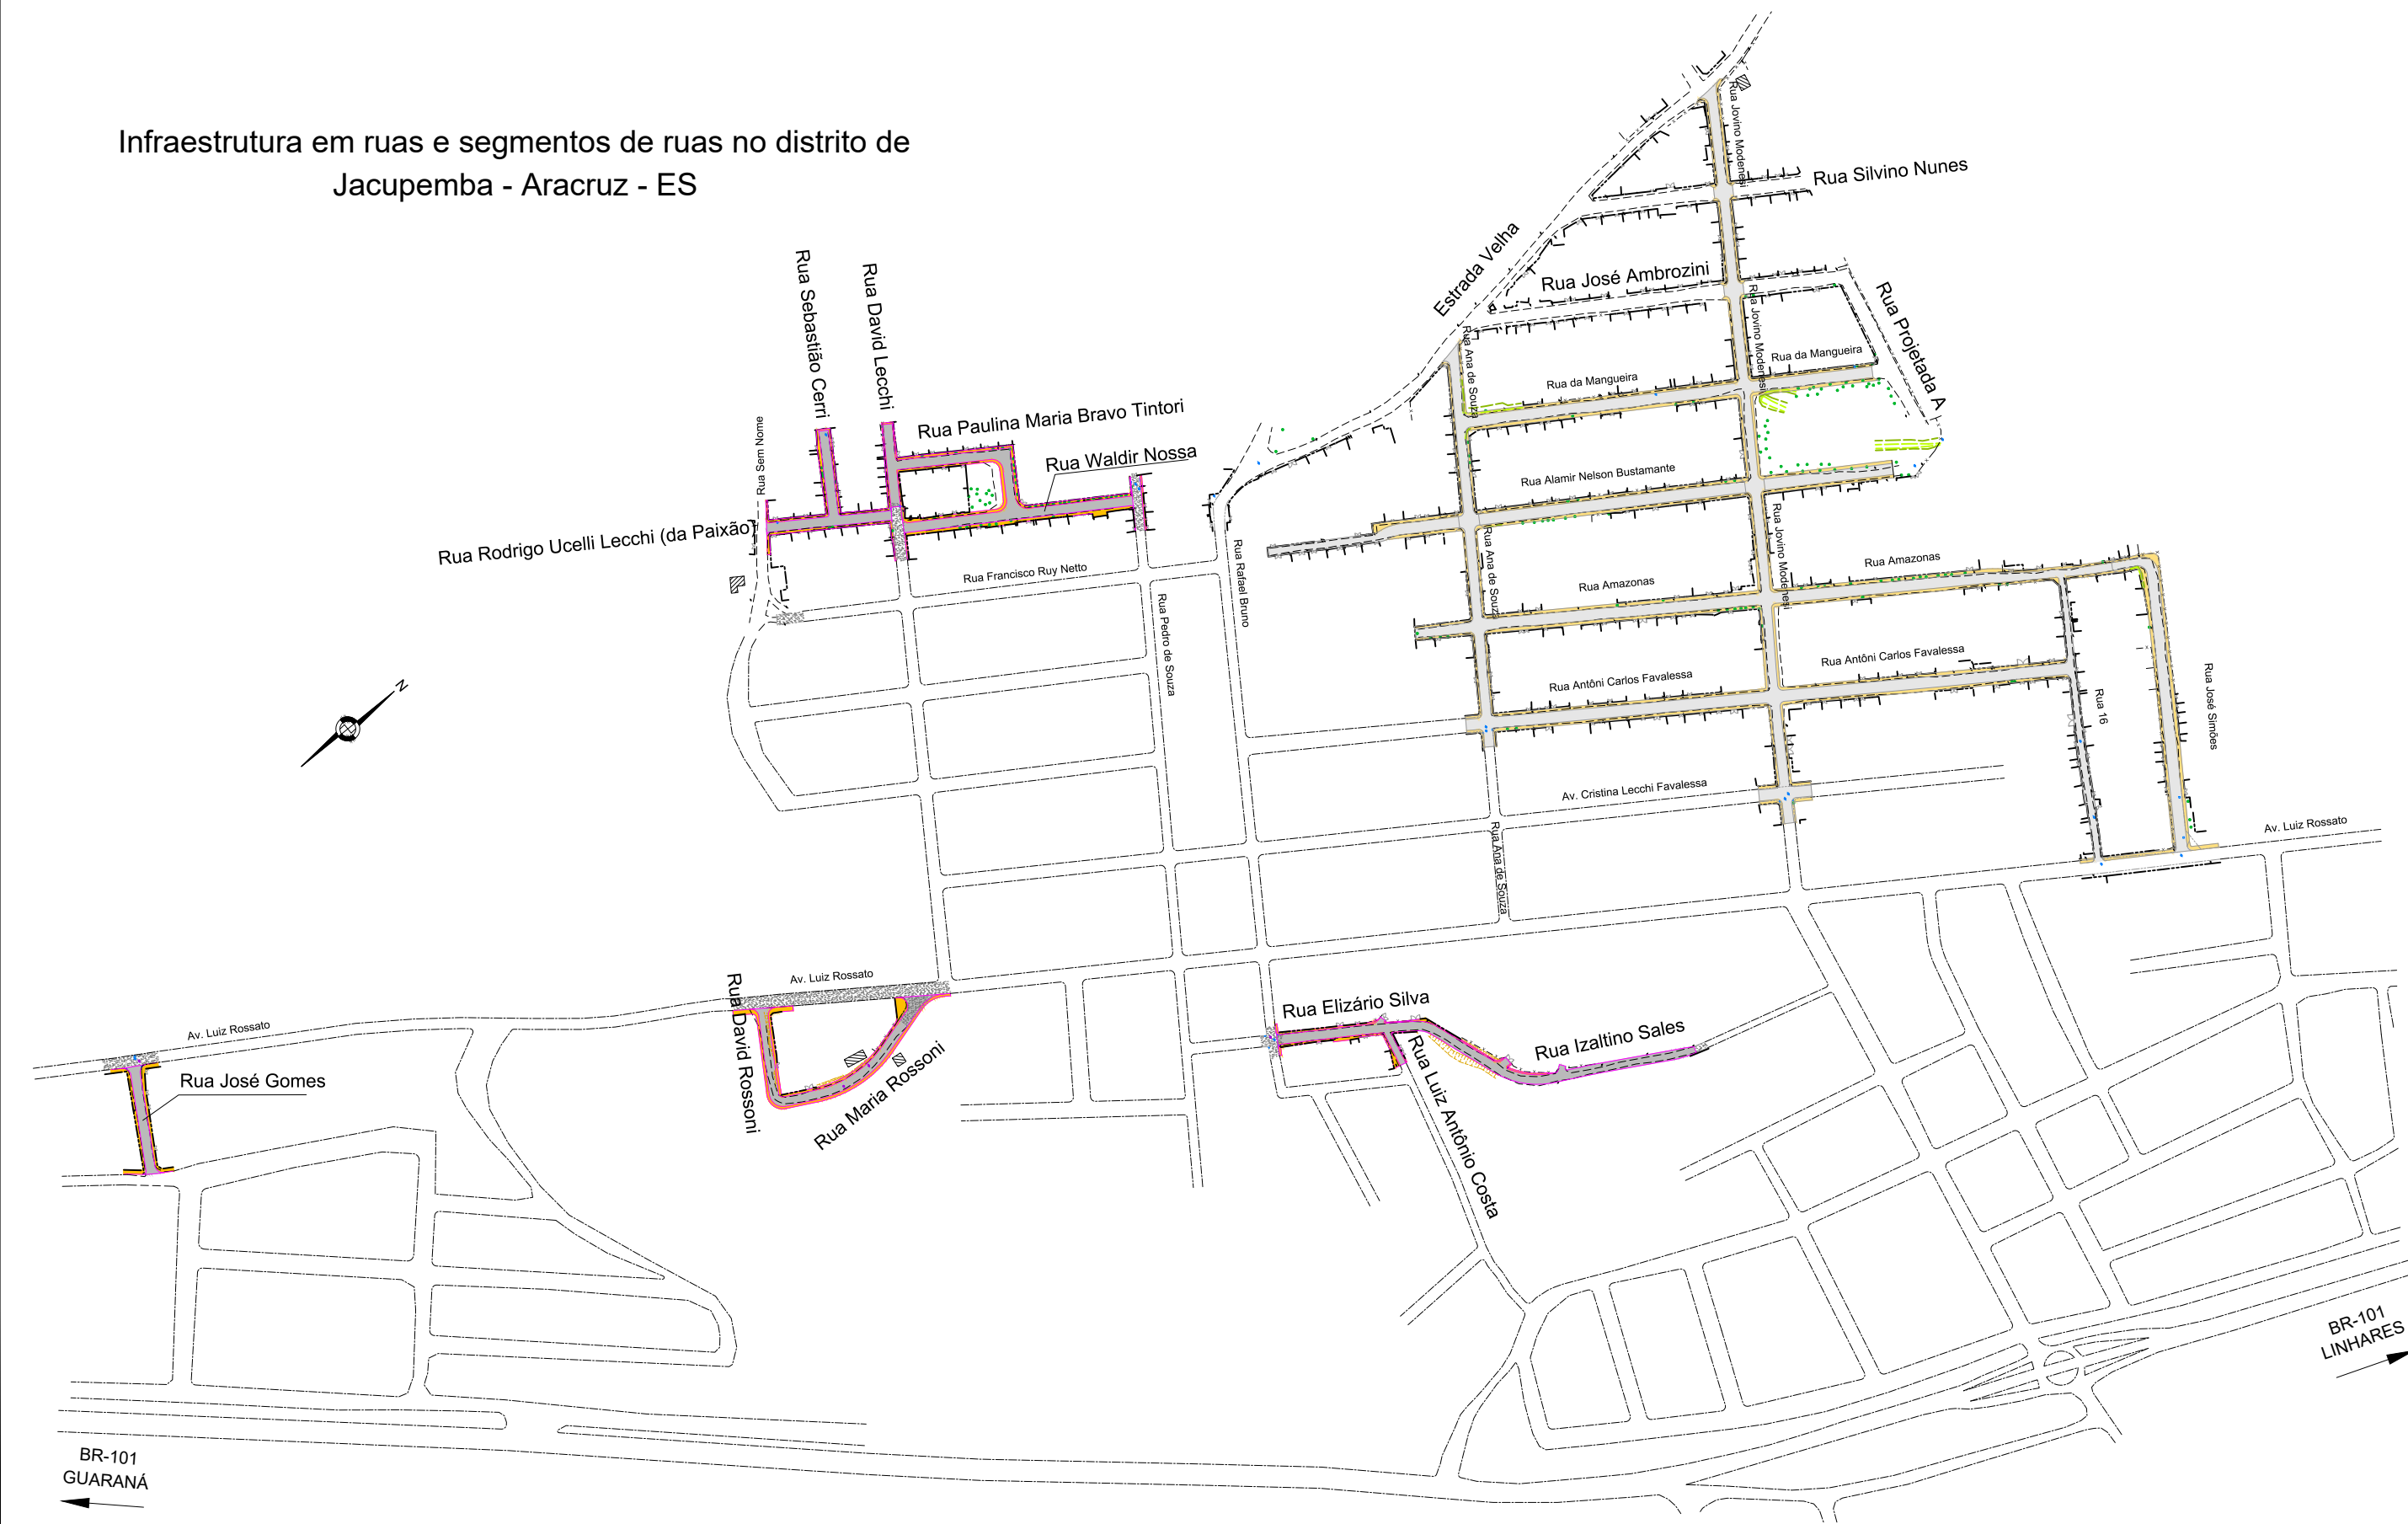 Infraestrutura em ruas e segmentos de ruas no distrito de
Jacupemba - Aracruz - ES
Rua Jovino Modenesi
Rua Silvino Nunes
Estrada Velha
Rua José Ambrozini
Rua Projetada A
Rua Jovino Modenesi
Rua Ana de Souza
Rua da Mangueira
Rua da Mangueira
Rua Sebastião Cerri
Rua David Lecchi
Rua Paulina Maria Bravo Tintori
Rua Waldir Nossa
Rua Sem Nome
Rua Rodrigo Ucelli Lecchi (da Paixão)
Rua Alamir Nelson Bustamante
Rua Jovino Modenesi
Rua Ana de Souza
Rua Rafael Bruno
Rua Francisco Ruy Netto
Rua Pedro de Souza
Rua Amazonas
Rua Amazonas
Rua Antôni Carlos Favalessa
Rua Antôni Carlos Favalessa
Rua 16
Rua José Simões
N
Av. Cristina Lecchi Favalessa
Rua Ana de Souza
Av. Luiz Rossato
Av. Luiz Rossato
Av. Luiz Rossato
Rua David Rossoni
Rua Maria Rossoni
Rua José Gomes
Rua Elizário Silva
Rua Izaltino Sales
Rua Luiz Antônio Costa
BR-101
LINHARES
BR-101
GUARANÁ